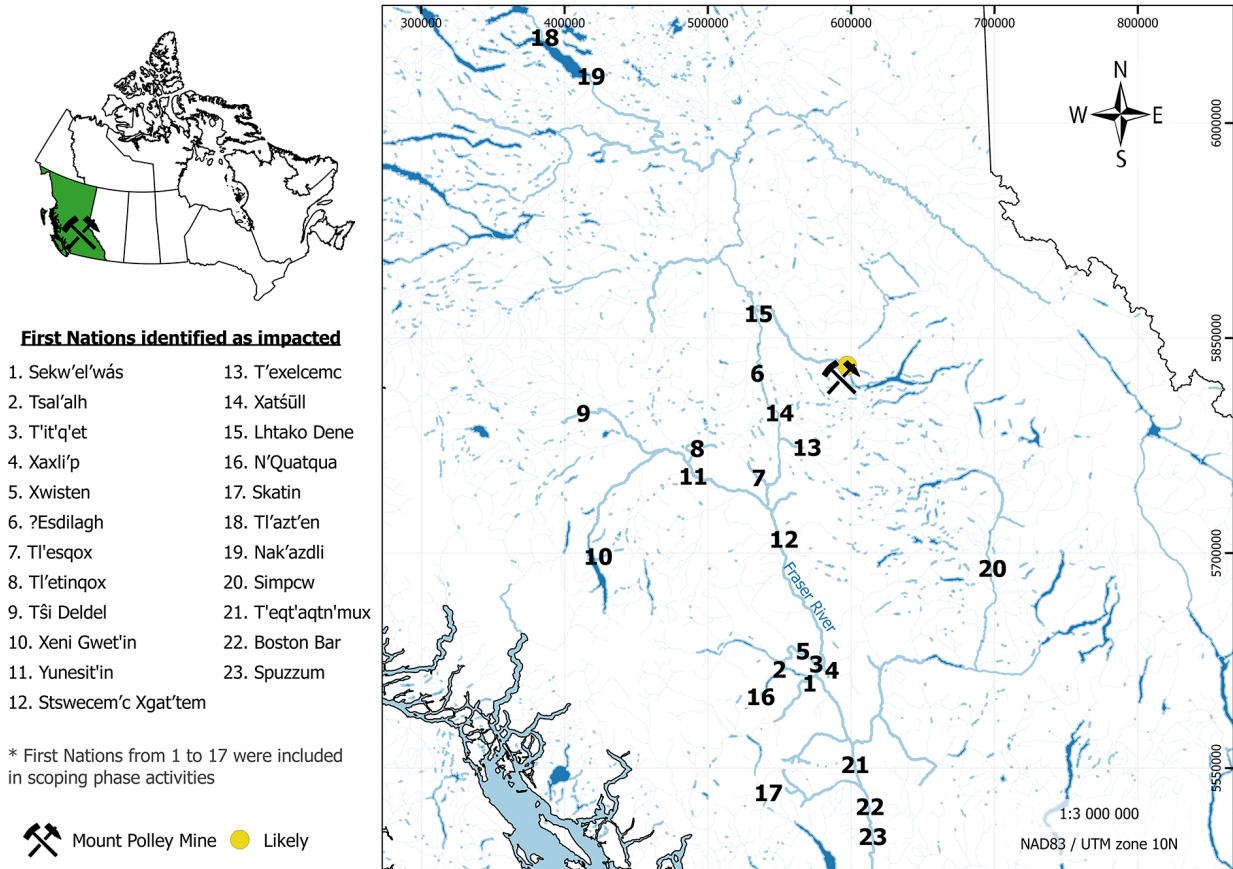 First Nations identified as impacted
1. Sekw’el’wás
2. Tsal’alh
3. T'it'q'et
4. Xaxli’p
5. Xwisten
6. ?Esdilagh
7. Tl'esqox
8. Tl’etinqox
9. Tŝi Deldel
10. Xeni Gwet'in
11. Yunesit'in
12. Stswecem’c Xgat’tem
13. T’exelcemc
14. Xatśūll
15. Lhtako Dene
16. N’Quatqua
17. Skatin
18. Tl’azt’en
19. Nak’azdli
20. Simpcw
21. T'eqt'aqtn'mux
22. Boston Bar
23. Spuzzum
* First Nations from 1 to 17 were included
in scoping phase activities
Mount Polley Mine
Likely
300000
400000
500000
600000
700000
800000
18
19
N
W
E
S
6000000
15
5850000
6
9
14
8
13
11
7
12
10
5700000
20
Fraser River
5
3
2
4
1
16
21
5550000
17
22
23
1:3 000 000
NAD83 / UTM zone 10N